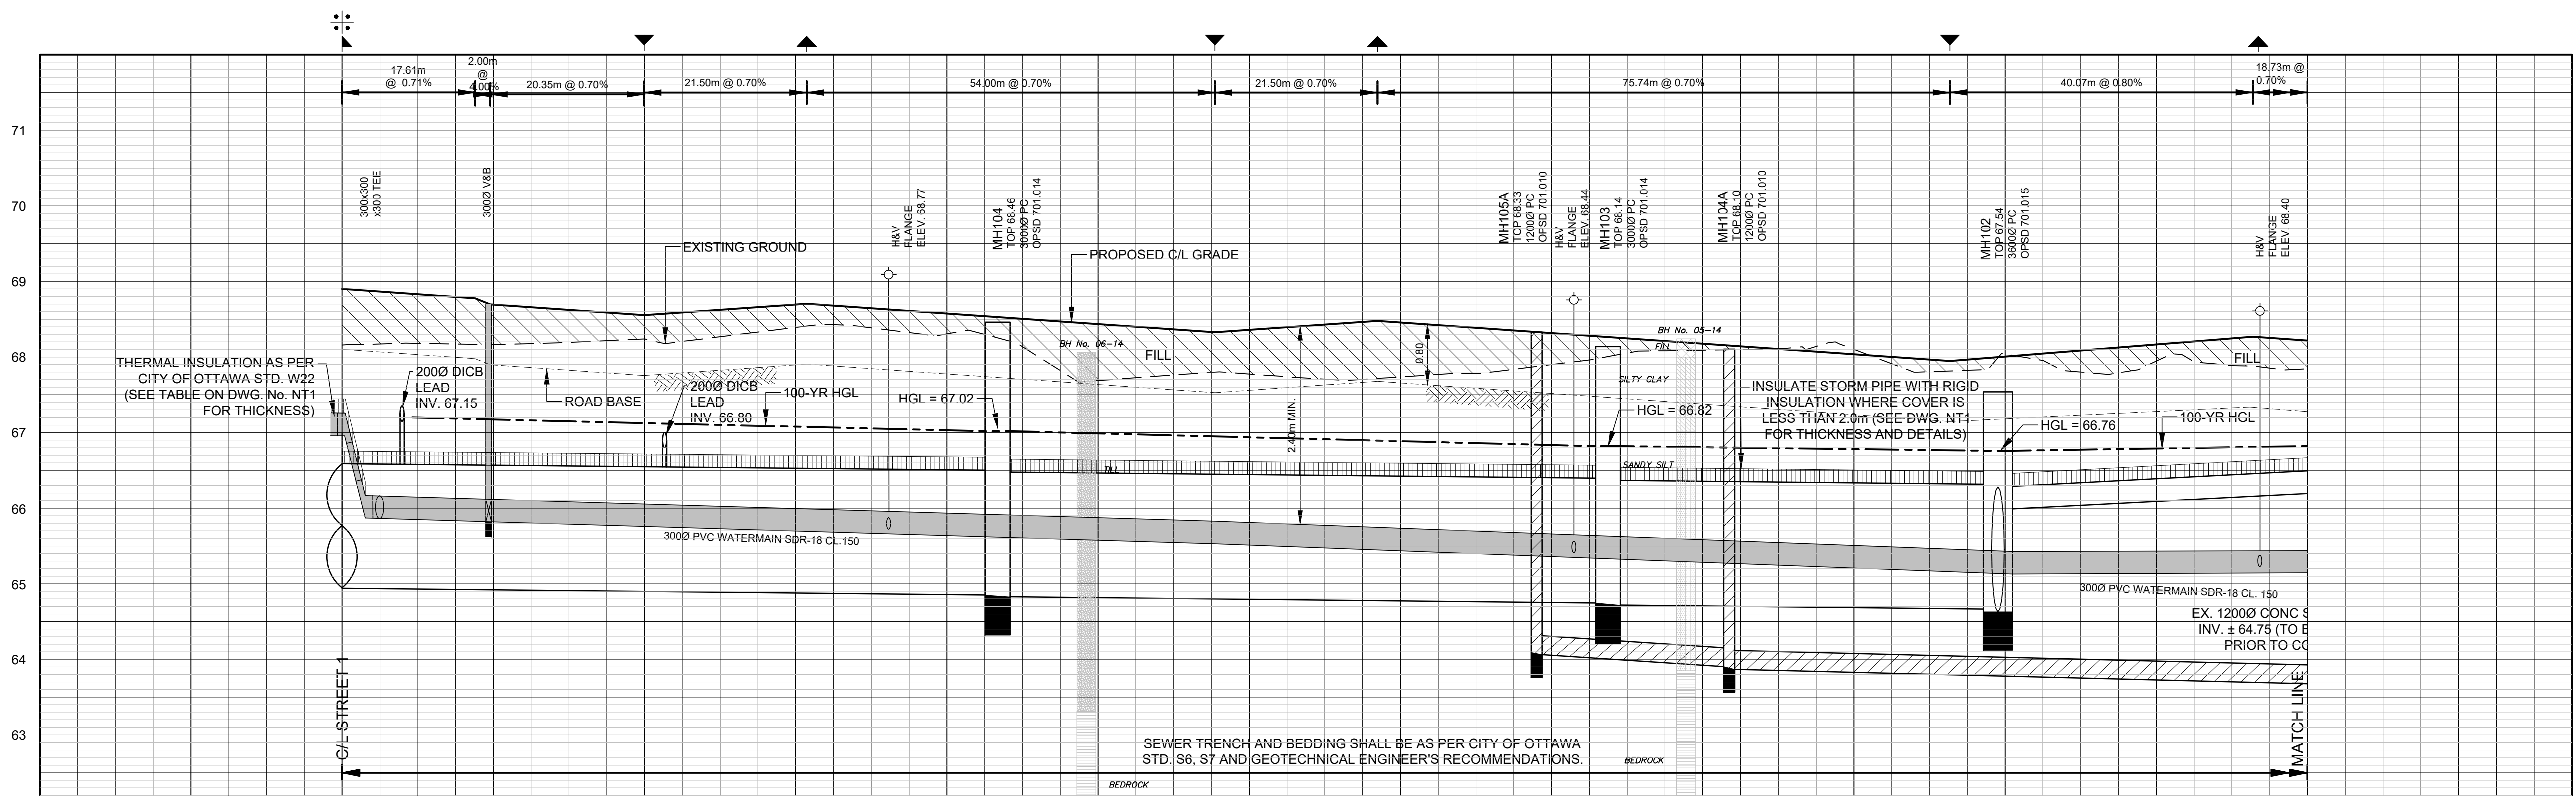 17.61m
@ 0.71%
2.00m
@
4.00%
20.35m @ 0.70%
21.50m @ 0.70%
54.00m @ 0.70%
21.50m @ 0.70%
75.74m @ 0.70%
40.07m @ 0.80%
18.73m @
0.70%
71
70
69
68
67
66
65
64
63
300x300
x300 TEE
300Ø V&B
H&V
FLANGE
ELEV. 68.77
MH104
TOP 68.46
3000Ø PC
OPSD 701.014
MH105A
TOP 68.33
1200Ø PC
OPSD 701.010
H&V
FLANGE
ELEV. 68.44
MH103
TOP 68.14
3000Ø PC
OPSD 701.014
MH104A
TOP 68.10
1200Ø PC
OPSD 701.010
MH102
TOP 67.54
3600Ø PC
OPSD 701.015
H&V
FLANGE
ELEV. 68.40
EXISTING GROUND
PROPOSED C/L GRADE
BH No. 06-14
FILL
0.80
BH No. 05-14
FILL
FILL
THERMAL INSULATION AS PER
CITY OF OTTAWA STD. W22
(SEE TABLE ON DWG. No. NT1
FOR THICKNESS)
200Ø DICB
LEAD
INV. 67.15
ROAD BASE
200Ø DICB
LEAD
INV. 66.80
100-YR HGL
HGL = 67.02
2.40m MIN.
SILTY CLAY
HGL = 66.82
INSULATE STORM PIPE WITH RIGID
INSULATION WHERE COVER IS
LESS THAN 2.0m (SEE DWG. NT1
FOR THICKNESS AND DETAILS)
HGL = 66.76
100-YR HGL
TILL
SANDY SILT
300Ø PVC WATERMAIN SDR-18 CL.150
300Ø PVC WATERMAIN SDR-18 CL. 150
EX. 1200Ø CONC S
INV. ± 64.75 (TO B
PRIOR TO CO
C/L STREET 1
MATCH LINE
SEWER TRENCH AND BEDDING SHALL BE AS PER CITY OF OTTAWA
STD. S6, S7 AND GEOTECHNICAL ENGINEER'S RECOMMENDATIONS.
BEDROCK
BEDROCK